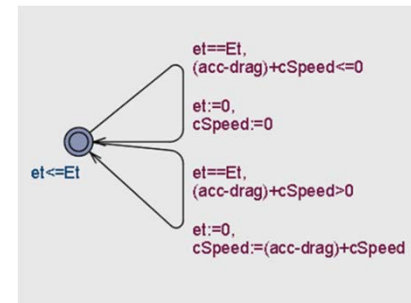 et==Et,
(acc-drag)+cSpeed<=0
et:=0,
cSpeed:=0
et<=Et
et==Et,
(acc-drag)+cSpeed>0
et:=0,
cSpeed:=(acc-drag)+cSpeed